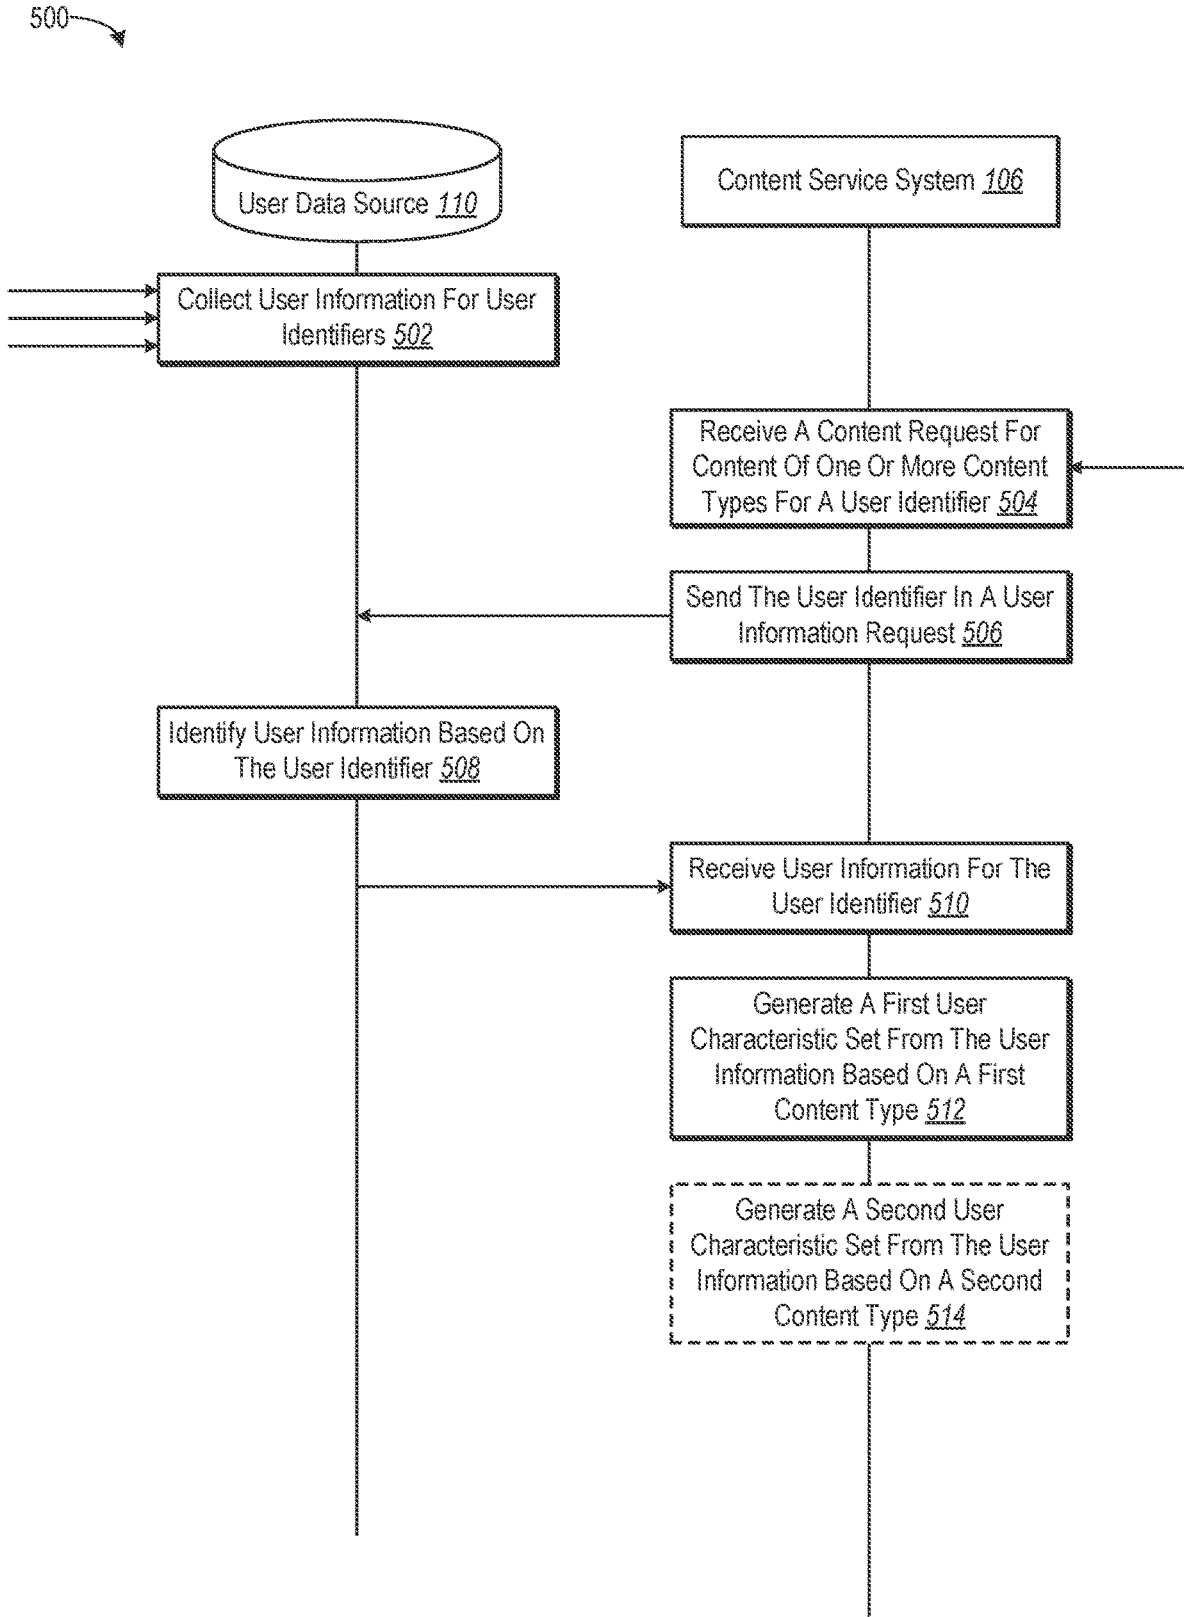 500
User Data Source 110
Content Service System 106
Collect User Information For User
Identifiers 502
Receive A Content Request For
Content Of One Or More Content
Types For A User Identifier 504
Send The User Identifier In A User
Information Request 506
Identify User Information Based On
The User Identifier 508
Receive User Information For The
User Identifier 510
Generate A First User
Characteristic Set From The User
Information Based On A First
Content Type 512
Generate A Second User
Characteristic Set From The User
Information Based On A Second
Content Type 514